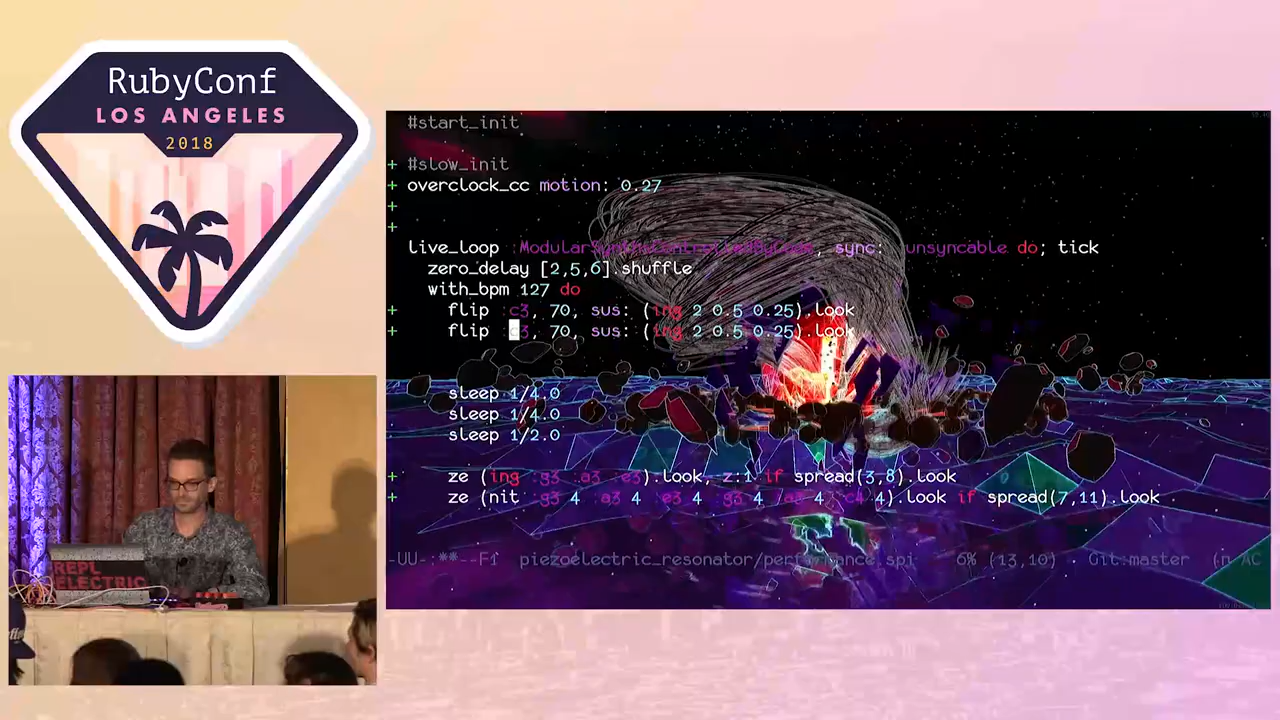 RubyConf
LOS ANGELES
2018
#start_init
+ #slow_init
+ overclock_cc motion: 0.27
+
+
live_loop :ModularSynthsControlledByCode, sync: :unsyncable do; tick
zero_delay [2,5,6].shuffle
with_bpm 127 do
+ flip :c3, 70, sus: (ing 2 0.5 0.25).look
+ flip :c3, 70, sus: (ing 2 0.5 0.25).look
sleep 1/4.0
sleep 1/4.0
sleep 1/2.0
+ ze (ing :g3 :a3 :e3).look, z:1 if spread(3,8).look
+ ze (nit :g3 4 :a3 4 :e3 4 :g3 4 :a3 4 :c4 4).look if spread(7,11).look
-UU-:**--F1 piezoelectric_resonator/performance.spi 6% (13,10) Git:master
REPL
ELECTRIC